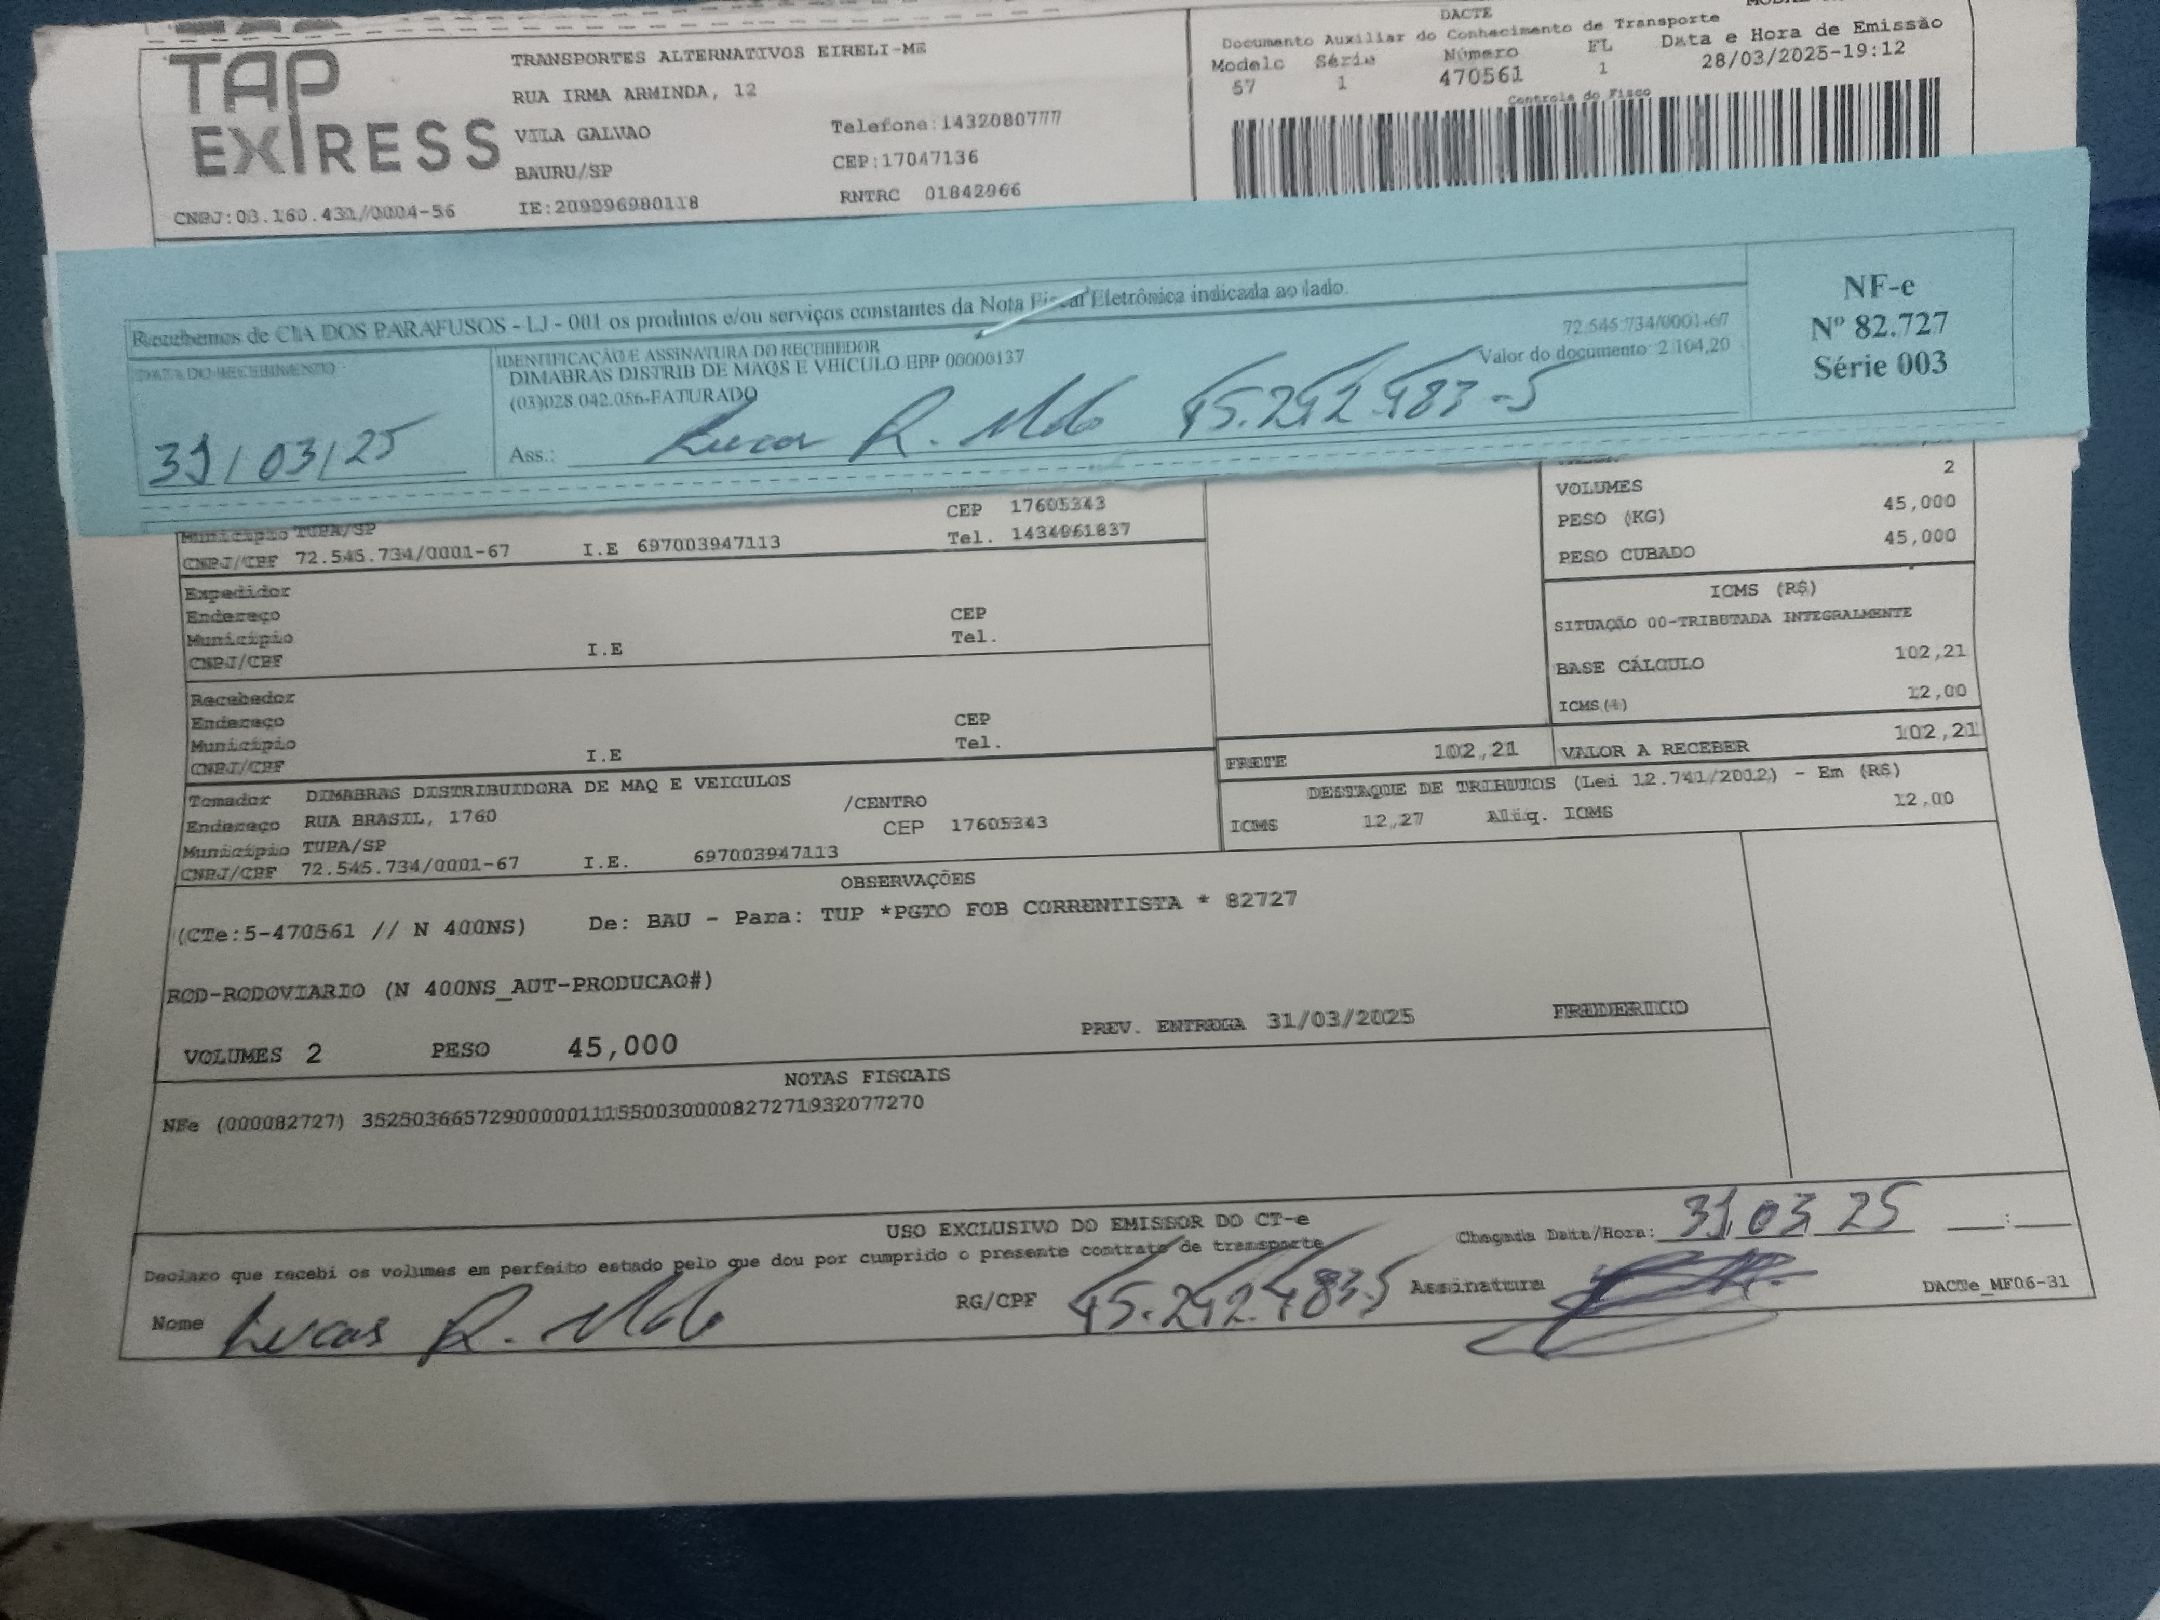 DACTE
Documento Auxiliar do Conhecimento de Transporte
Modelo Série Número FL Data e Hora de Emissão
57 1 470561 1 28/03/2025-19:12
Controle do Fisco
TAP EXPRESS
TRANSPORTES ALTERNATIVOS EIRELI-ME
RUA IRMA ARMINDA, 12
VILA GALVAO Telefone:1432080777
BAURU/SP CEP:17047136
CNPJ:03.160.431/0004-56 IE:209296980118 RNTRC 01842966
Recebemos de CIA DOS PARAFUSOS - LJ - 001 os produtos e/ou serviços constantes da Nota Fiscal Eletrônica indicada ao lado.
NF-e
Nº 82.727
Série 003
72.545.734/0001-67
DATA DO RECEBIMENTO IDENTIFICAÇÃO E ASSINATURA DO RECEBEDOR
DIMABRAS DISTRIB DE MAQS E VEICULO EPP 00000137 Valor do documento: 2.104,20
(03)028.042.086-FATURADO
31/03/25 Ass.: Lucas R. 45.242.483-5
Município TUPA/SP CEP 17605343
CNPJ/CPF 72.545.734/0001-67 I.E 697003947113 Tel. 1434961837
Expedidor
Endereço CEP
Município Tel.
CNPJ/CPF I.E
Recebedor
Endereço CEP
Município Tel.
CNPJ/CPF I.E
2
VOLUMES
PESO (KG) 45,000
PESO CUBADO 45,000
ICMS (R$)
SITUAÇÃO 00-TRIBUTADA INTEGRALMENTE
BASE CÁLCULO 102,21
ICMS(%) 12,00
FRETE 102,21 VALOR A RECEBER 102,21
DESTAQUE DE TRIBUTOS (Lei 12.741/2012) - Em (R$)
ICMS 12,27 Aliq. ICMS 12,00
Tomador DIMABRAS DISTRIBUIDORA DE MAQ E VEICULOS
Endereço RUA BRASIL, 1760 /CENTRO
Município TUPA/SP CEP 17605343
CNPJ/CPF 72.545.734/0001-67 I.E. 697003947113
OBSERVAÇÕES
(CTe:5-470561 // N 400NS) De: BAU - Para: TUP *PGTO FOB CORRENTISTA * 82727
ROD-RODOVIARIO (N 400NS_AUT-PRODUCAO#)
VOLUMES 2 PESO 45,000 PREV. ENTREGA 31/03/2025 FREDERICO
NOTAS FISCAIS
NFe (000082727) 35250366572900000111550030000827271932077270
USO EXCLUSIVO DO EMISSOR DO CT-e
Declaro que recebi os volumes em perfeito estado pelo que dou por cumprido o presente contrato de transporte
Chegada Data/Hora: 31 03 25 __:__
Nome Lucas R. RG/CPF 45.242.483-5 Assinatura
DACTe_MF06-31